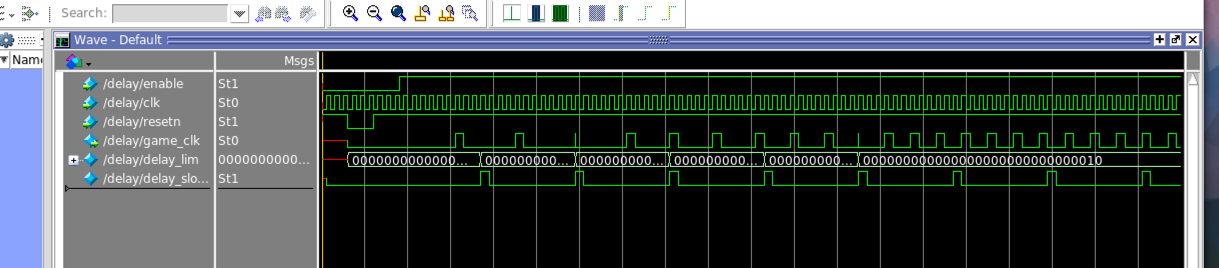 Search:
Wave - Default
Name
Msgs
/delay/enable St1
/delay/clk St0
/delay/resetn St1
/delay/game_clk St0
/delay/delay_lim 0000000000... 0000000000000... 000000000... 000000000... 000000000... 000000000... 00000000000000000000000000000010
/delay/delay_slo... St1